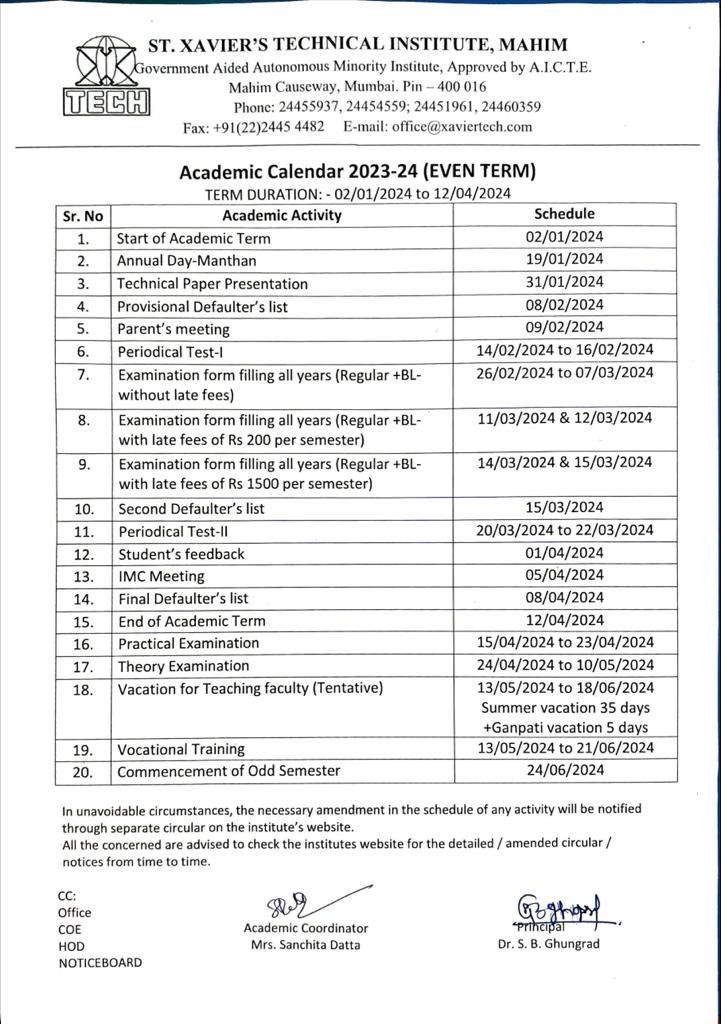 ST. XAVIER'S TECHNICAL INSTITUTE, MAHIM
Government Aided Autonomous Minority Institute, Approved by A.I.C.T.E.
TECH
Mahim Causeway, Mumbai. Pin – 400 016
Phone: 24455937, 24454559; 24451961, 24460359
Fax: +91(22)2445 4482 E-mail: office@xaviertech.com
Academic Calendar 2023-24 (EVEN TERM)
TERM DURATION: - 02/01/2024 to 12/04/2024
Sr. No Academic Activity Schedule
1. Start of Academic Term 02/01/2024
2. Annual Day-Manthan 19/01/2024
3. Technical Paper Presentation 31/01/2024
4. Provisional Defaulter's list 08/02/2024
5. Parent's meeting 09/02/2024
6. Periodical Test-I 14/02/2024 to 16/02/2024
7. Examination form filling all years (Regular +BL- 26/02/2024 to 07/03/2024
without late fees)
8. Examination form filling all years (Regular +BL- 11/03/2024 & 12/03/2024
with late fees of Rs 200 per semester)
9. Examination form filling all years (Regular +BL- 14/03/2024 & 15/03/2024
with late fees of Rs 1500 per semester)
10. Second Defaulter's list 15/03/2024
11. Periodical Test-II 20/03/2024 to 22/03/2024
12. Student's feedback 01/04/2024
13. IMC Meeting 05/04/2024
14. Final Defaulter's list 08/04/2024
15. End of Academic Term 12/04/2024
16. Practical Examination 15/04/2024 to 23/04/2024
17. Theory Examination 24/04/2024 to 10/05/2024
18. Vacation for Teaching faculty (Tentative) 13/05/2024 to 18/06/2024
Summer vacation 35 days
+Ganpati vacation 5 days
19. Vocational Training 13/05/2024 to 21/06/2024
20. Commencement of Odd Semester 24/06/2024
In unavoidable circumstances, the necessary amendment in the schedule of any activity will be notified
through separate circular on the institute's website.
All the concerned are advised to check the institutes website for the detailed / amended circular /
notices from time to time.
CC:
Office
COE Academic Coordinator Principal
HOD Mrs. Sanchita Datta Dr. S. B. Ghungrad
NOTICEBOARD